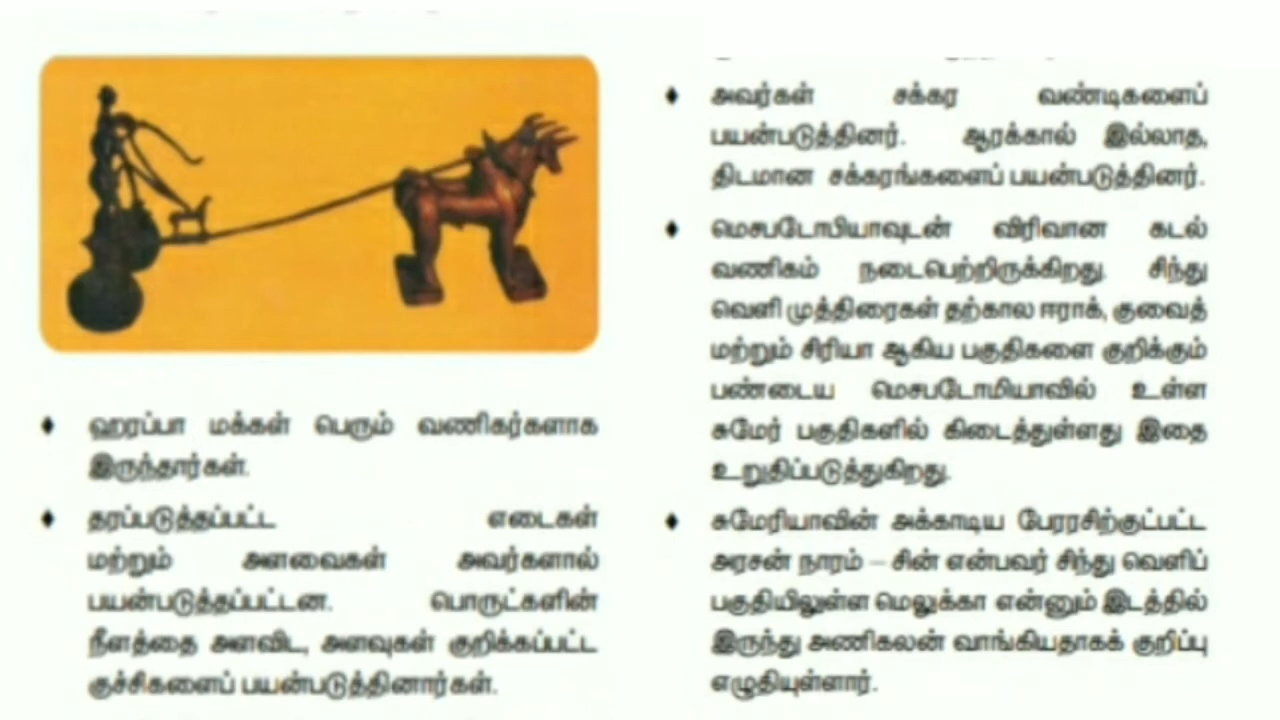 ஹரப்பா மக்கள் பெரும் வணிகர்களாக
இருந்தார்கள்.
தரப்படுத்தப்பட்ட எடைகள்
மற்றும் அளவைகள் அவர்களால்
பயன்படுத்தப்பட்டன. பொருட்களின்
நீளத்தை அளவிட, அளவுகள் குறிக்கப்பட்ட
குச்சிகளைப் பயன்படுத்தினார்கள்.
அவர்கள் சக்கர வண்டிகளைப்
பயன்படுத்தினர். ஆரக்கால் இல்லாத,
திடமான சக்கரங்களைப் பயன்படுத்தினர்.
மெசபடோபியாவுடன் விரிவான கடல்
வணிகம் நடைபெற்றிருக்கிறது. சிந்து
வெளி முத்திரைகள் தற்கால ஈராக், குவைத்
மற்றும் சிரியா ஆகிய பகுதிகளை குறிக்கும்
பண்டைய மெசபடோமியாவில் உள்ள
சுமேர் பகுதிகளில் கிடைத்துள்ளது இதை
உறுதிப்படுத்துகிறது.
சுமேரியாவின் அக்காடிய பேரரசிற்குட்பட்ட
அரசன் நாரம் – சின் என்பவர் சிந்து வெளிப்
பகுதியிலுள்ள மெலுக்கா என்னும் இடத்தில்
இருந்து அணிகலன் வாங்கியதாகக் குறிப்பு
எழுதியுள்ளார்.